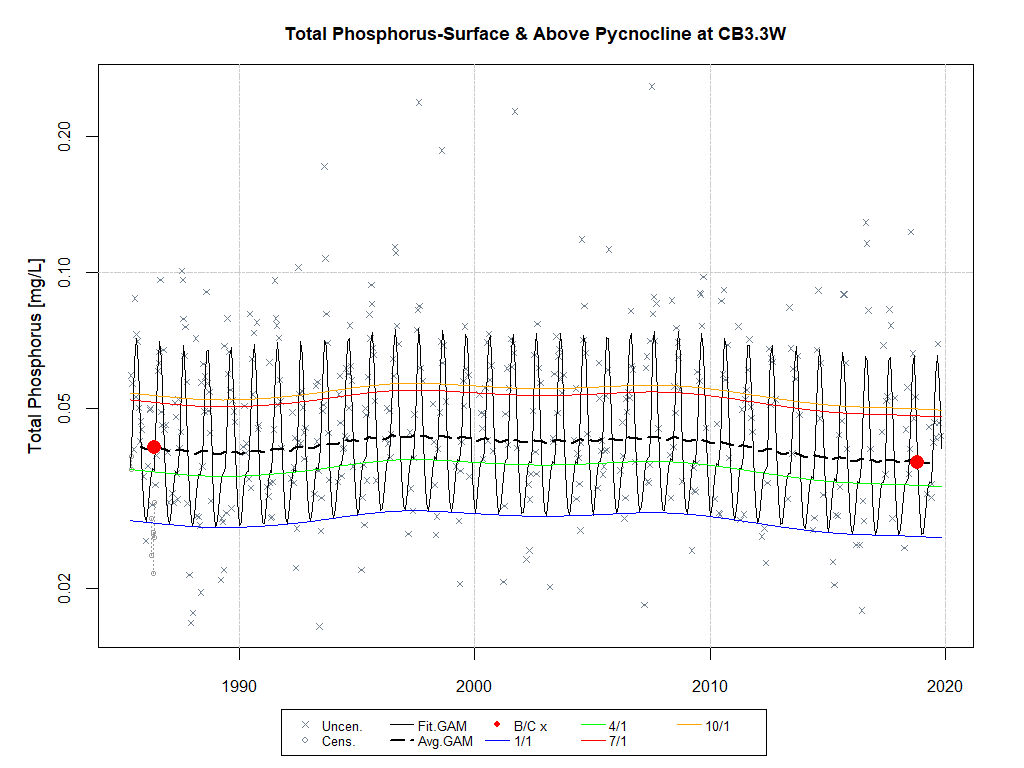 Total Phosphorus-Surface & Above Pycnocline at CB3.3W
Total Phosphorus [mg/L]
0.20
0.10
0.05
0.02
1990 2000 2010 2020
Uncen. Fit.GAM B/C x 4/1 10/1
Cens. Avg.GAM 1/1 7/1